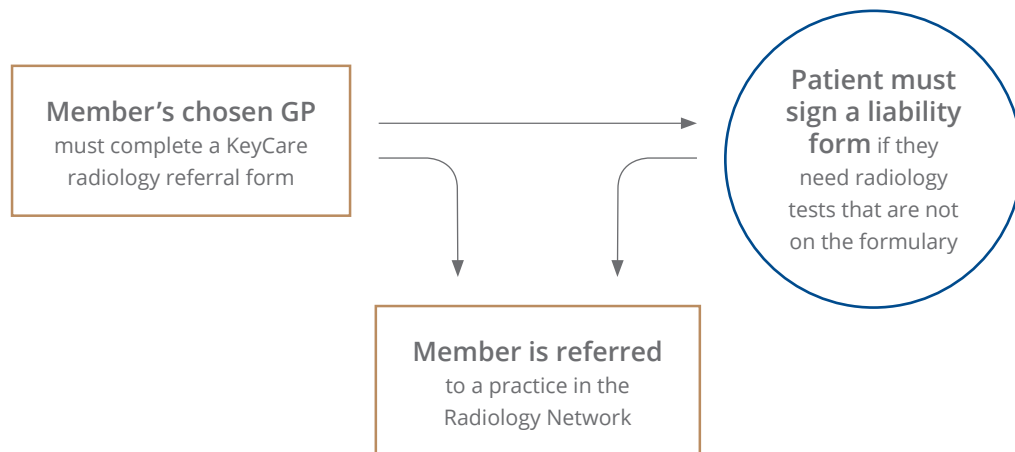 Member’s chosen GP
must complete a KeyCare
radiology referral form
Patient must
sign a liability
form if they
need radiology
tests that are not
on the formulary
Member is referred
to a practice in the
Radiology Network